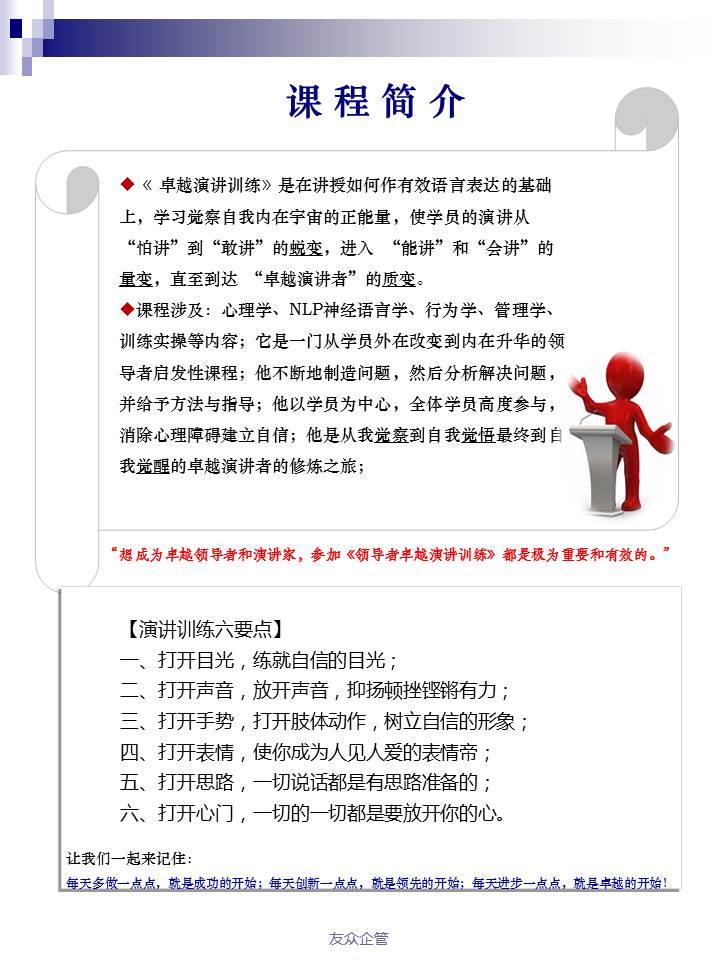 课 程 简 介
◆《 卓越演讲训练》是在讲授如何作有效语言表达的基础
上，学习觉察自我内在宇宙的正能量，使学员的演讲从
“怕讲”到“敢讲”的蜕变，进入 “能讲”和“会讲”的
量变，直至到达 “卓越演讲者”的质变。
◆课程涉及：心理学、NLP神经语言学、行为学、管理学、
训练实操等内容；它是一门从学员外在改变到内在升华的领
导者启发性课程；他不断地制造问题，然后分析解决问题，
并给予方法与指导；他以学员为中心，全体学员高度参与，
消除心理障碍建立自信；他是从我觉察到自我觉悟最终到自
我觉醒的卓越演讲者的修炼之旅；
“想成为卓越领导者和演讲家，参加《领导者卓越演讲训练》都是极为重要和有效的。”
【演讲训练六要点】
一、打开目光，练就自信的目光；
二、打开声音，放开声音，抑扬顿挫铿锵有力；
三、打开手势，打开肢体动作，树立自信的形象；
四、打开表情，使你成为人见人爱的表情帝；
五、打开思路，一切说话都是有思路准备的；
六、打开心门，一切的一切都是要放开你的心。
让我们一起来记住：
每天多做一点点，就是成功的开始；每天创新一点点，就是领先的开始；每天进步一点点，就是卓越的开始！
友众企管